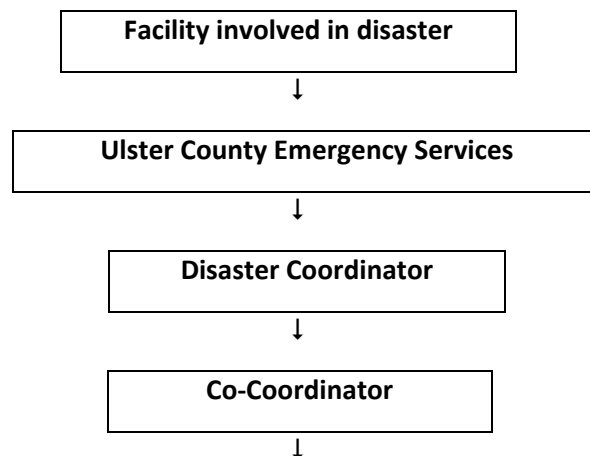 Facility involved in disaster
↓
Ulster County Emergency Services
↓
Disaster Coordinator
↓
Co-Coordinator
↓